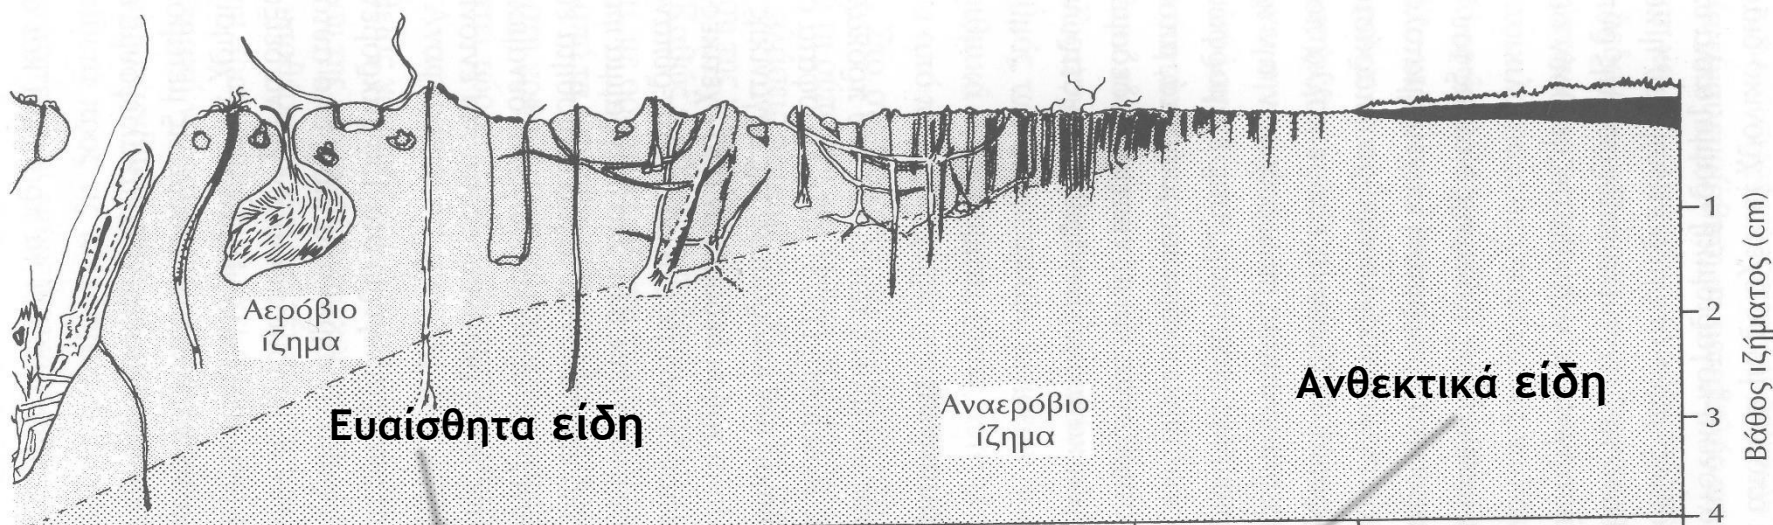 Αερόβιο
ίζημα
Ευαίσθητα είδη
Αναερόβιο
ίζημα
Ανθεκτικά είδη
1
2
3
4
Βάθος ιζήματος (cm)